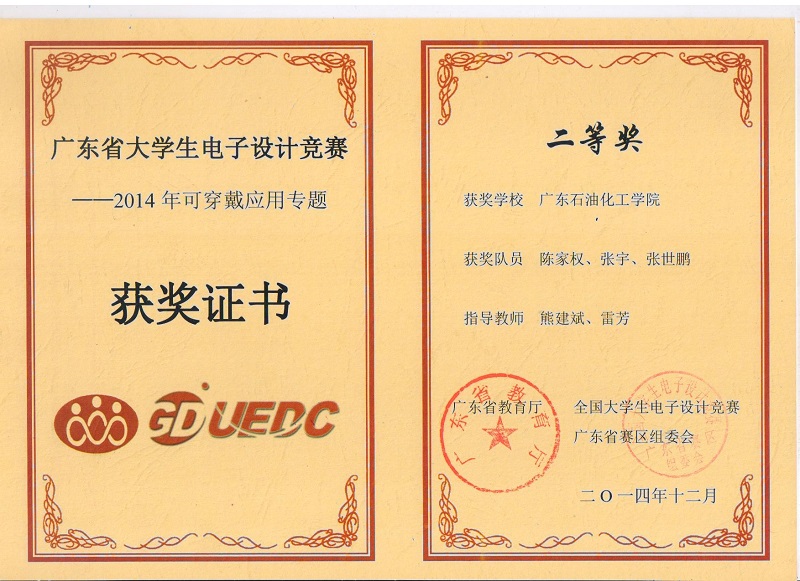 广东省大学生电子设计竞赛
——2014 年可穿戴应用专题
获奖证书
GD UEDC
二等奖
获奖学校 广东石油化工学院
获奖队员 陈家权、张宇、张世鹏
指导教师 熊建斌、雷芳
广东省教育厅
广东省教育厅
全国大学生电子设计竞赛
广东省赛区组委会
二O一四年十二月